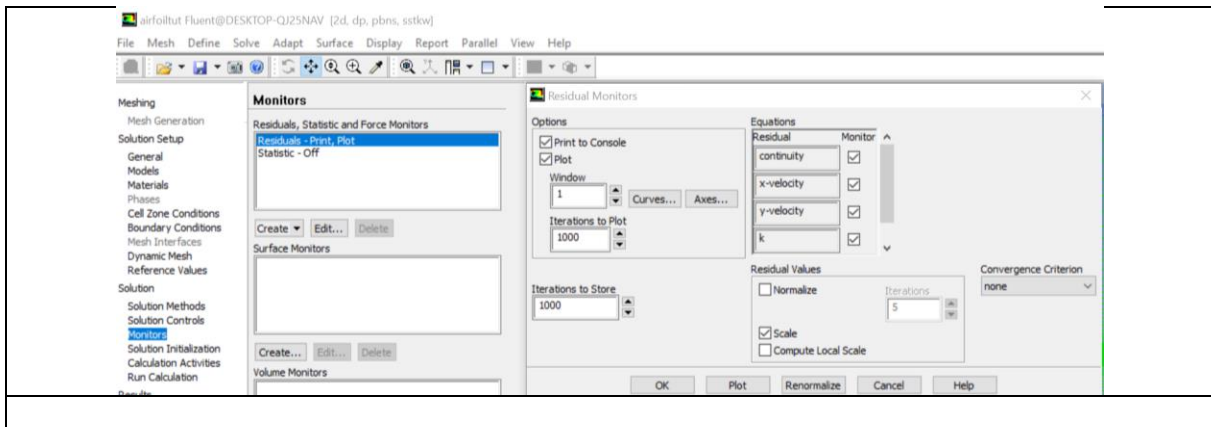 airfoiltut Fluent@DESKTOP-QJ25NAV [2d, dp, pbns, sstkw]
File Mesh Define Solve Adapt Surface Display Report Parallel View Help
Meshing
Mesh Generation
Solution Setup
General
Models
Materials
Phases
Cell Zone Conditions
Boundary Conditions
Mesh Interfaces
Dynamic Mesh
Reference Values
Solution
Solution Methods
Solution Controls
Monitors
Solution Initialization
Calculation Activities
Run Calculation
Monitors
Residuals, Statistic and Force Monitors
Residuals - Print, Plot
Statistic - Off
Create Edit... Delete
Surface Monitors
Create... Edit... Delete
Volume Monitors
Residual Monitors
Options
Print to Console
Plot
Window
1 Curves... Axes...
Iterations to Plot
1000
Iterations to Store
1000
Equations
Residual Monitor
continuity
x-velocity
y-velocity
k
Residual Values
Normalize
Iterations
5
Scale
Compute Local Scale
Convergence Criterion
none
OK Plot Renormalize Cancel Help